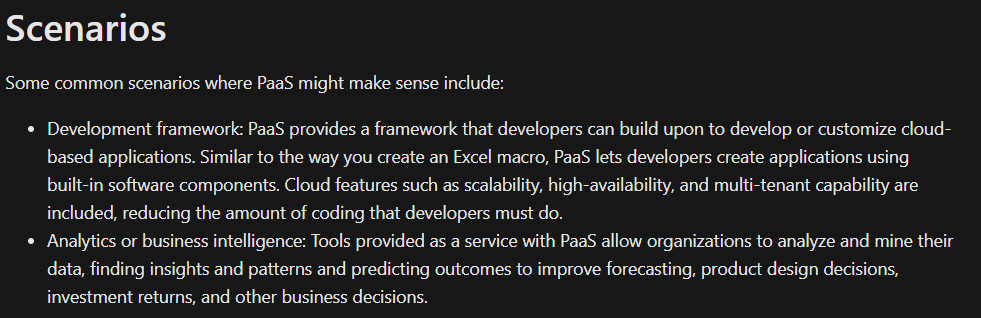 Scenarios
Some common scenarios where PaaS might make sense include:
• Development framework: PaaS provides a framework that developers can build upon to develop or customize cloud-
based applications. Similar to the way you create an Excel macro, PaaS lets developers create applications using
built-in software components. Cloud features such as scalability, high-availability, and multi-tenant capability are
included, reducing the amount of coding that developers must do.
• Analytics or business intelligence: Tools provided as a service with PaaS allow organizations to analyze and mine their
data, finding insights and patterns and predicting outcomes to improve forecasting, product design decisions,
investment returns, and other business decisions.